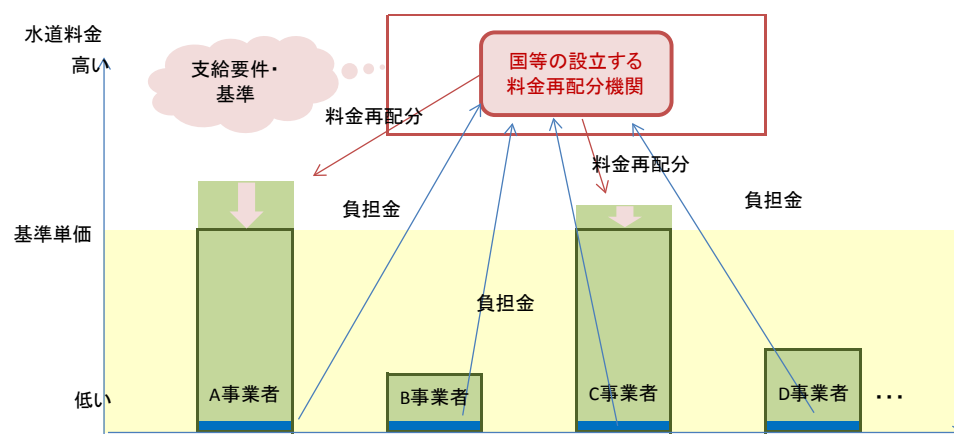 水道料金
高い
支給要件・
基準
国等の設立する
料金再配分機関
料金再配分
料金再配分
負担金
負担金
基準単価
負担金
低い
A事業者
B事業者
C事業者
D事業者
・・・